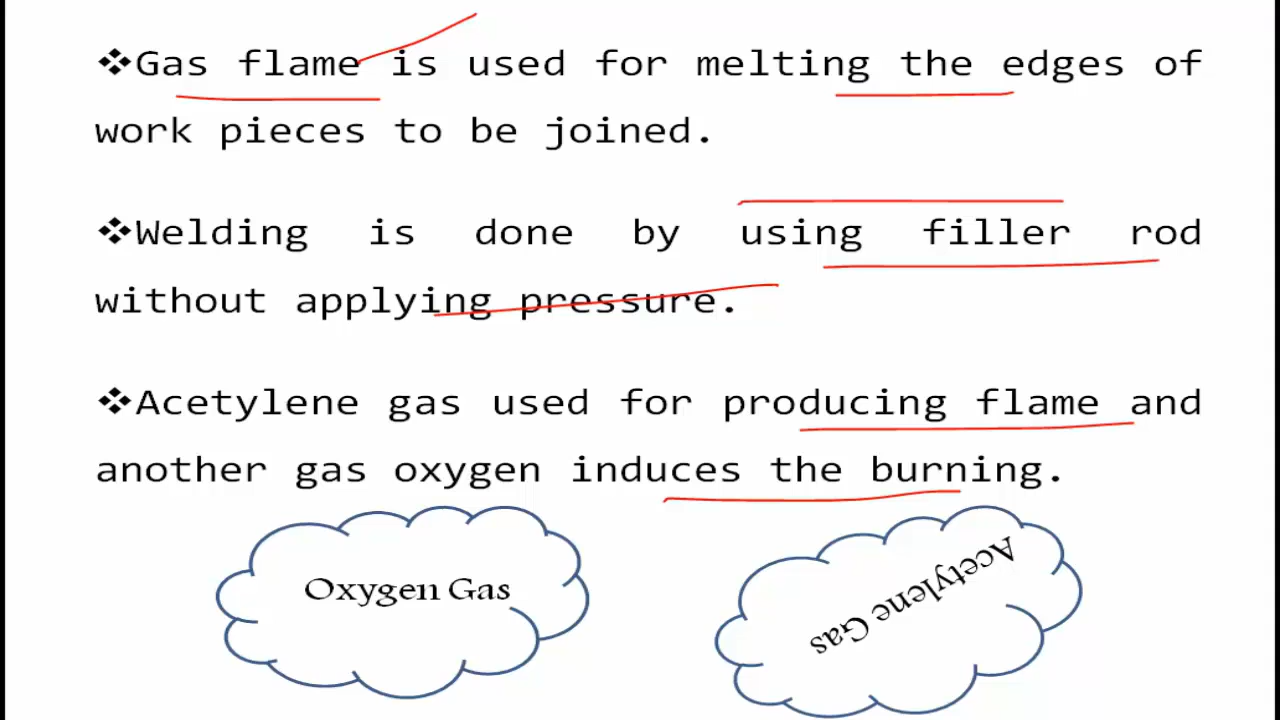 ❖Gas flame is used for melting the edges of
work pieces to be joined.
❖Welding is done by using filler rod
without applying pressure.
❖Acetylene gas used for producing flame and
another gas oxygen induces the burning.
Oxygen Gas
Acetylene Gas